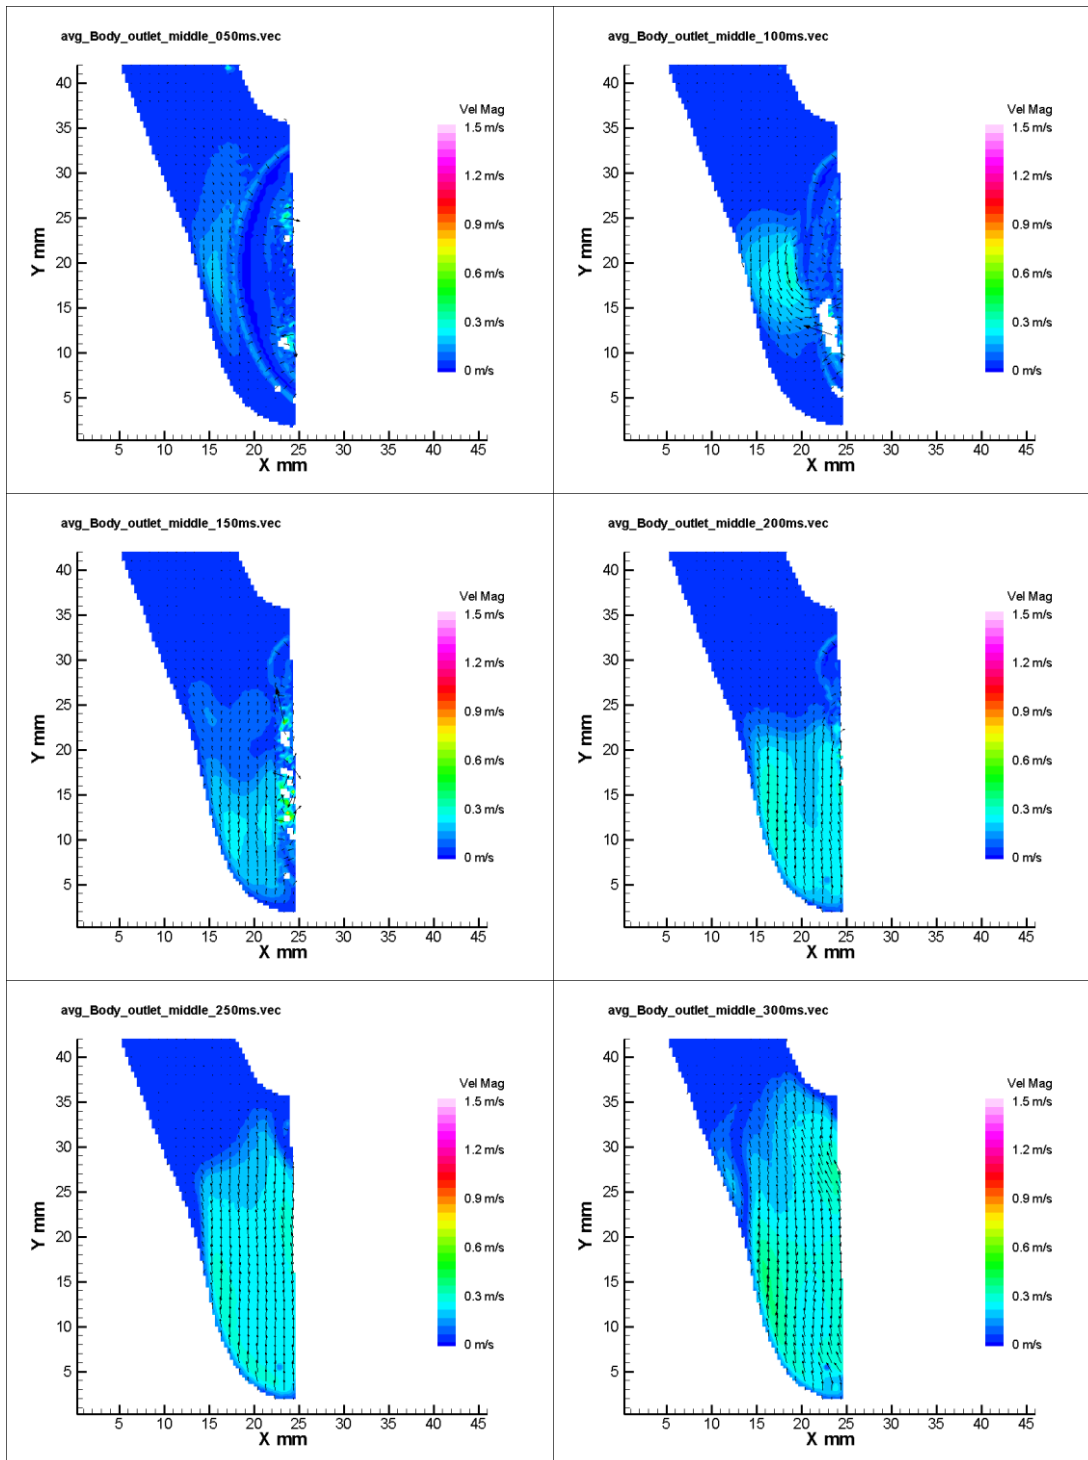 avg_Body_outlet_middle_050ms.vec
Vel Mag
1.5 m/s
1.2 m/s
0.9 m/s
0.6 m/s
0.3 m/s
0 m/s
Y mm
40
35
30
25
20
15
10
5
5 10 15 20 25 30 35 40 45
X mm
avg_Body_outlet_middle_100ms.vec
Vel Mag
1.5 m/s
1.2 m/s
0.9 m/s
0.6 m/s
0.3 m/s
0 m/s
Y mm
40
35
30
25
20
15
10
5
5 10 15 20 25 30 35 40 45
X mm
avg_Body_outlet_middle_150ms.vec
Vel Mag
1.5 m/s
1.2 m/s
0.9 m/s
0.6 m/s
0.3 m/s
0 m/s
Y mm
40
35
30
25
20
15
10
5
5 10 15 20 25 30 35 40 45
X mm
avg_Body_outlet_middle_200ms.vec
Vel Mag
1.5 m/s
1.2 m/s
0.9 m/s
0.6 m/s
0.3 m/s
0 m/s
Y mm
40
35
30
25
20
15
10
5
5 10 15 20 25 30 35 40 45
X mm
avg_Body_outlet_middle_250ms.vec
Vel Mag
1.5 m/s
1.2 m/s
0.9 m/s
0.6 m/s
0.3 m/s
0 m/s
Y mm
40
35
30
25
20
15
10
5
5 10 15 20 25 30 35 40 45
X mm
avg_Body_outlet_middle_300ms.vec
Vel Mag
1.5 m/s
1.2 m/s
0.9 m/s
0.6 m/s
0.3 m/s
0 m/s
Y mm
40
35
30
25
20
15
10
5
5 10 15 20 25 30 35 40 45
X mm